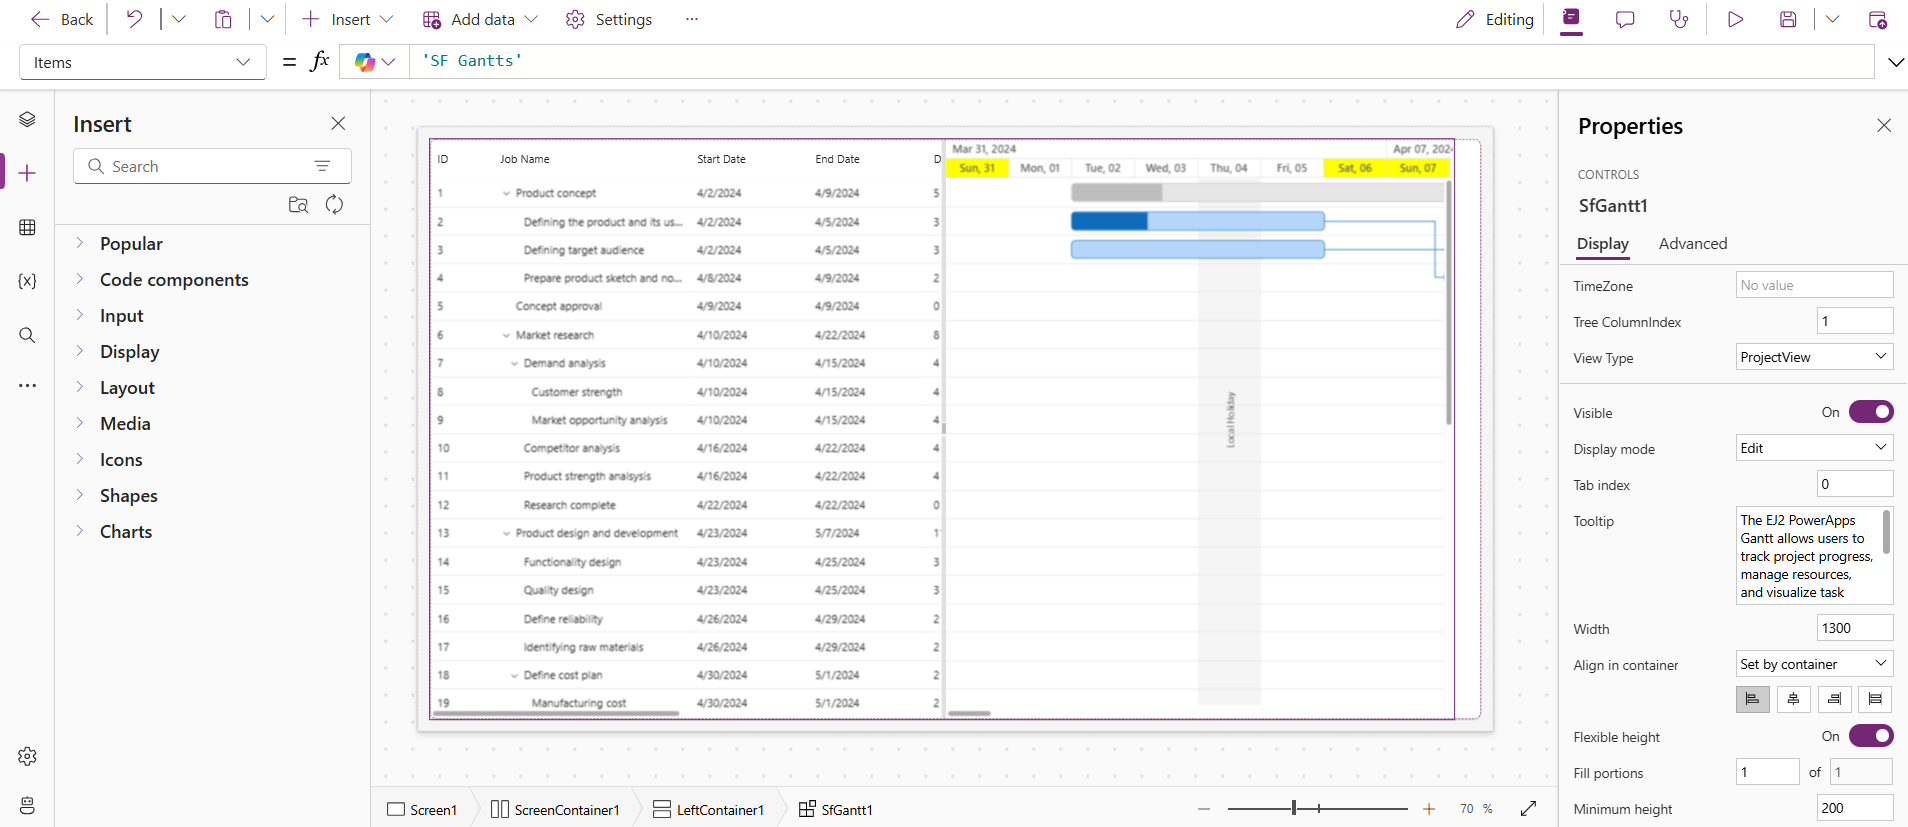 Back
Insert
Add data
Settings
Editing
Items
= fx
'SF Gantts'
Insert
Search
Popular
Code components
Input
Display
Layout
Media
Icons
Shapes
Charts
ID Job Name Start Date End Date D
1 Product concept 4/2/2024 4/9/2024 5
2 Defining the product and its us... 4/2/2024 4/5/2024 3
3 Defining target audience 4/2/2024 4/5/2024 3
4 Prepare product sketch and no... 4/8/2024 4/9/2024 2
5 Concept approval 4/9/2024 4/9/2024 0
6 Market research 4/10/2024 4/22/2024 8
7 Demand analysis 4/10/2024 4/15/2024 4
8 Customer strength 4/10/2024 4/15/2024 4
9 Market opportunity analysis 4/10/2024 4/15/2024 4
10 Competitor analysis 4/16/2024 4/22/2024 4
11 Product strength analsysis 4/16/2024 4/22/2024 4
12 Research complete 4/22/2024 4/22/2024 0
13 Product design and development 4/23/2024 5/7/2024 1
14 Functionality design 4/23/2024 4/25/2024 3
15 Quality design 4/23/2024 4/25/2024 3
16 Define reliability 4/26/2024 4/29/2024 2
17 Identifying raw materials 4/26/2024 4/29/2024 2
18 Define cost plan 4/30/2024 5/1/2024 2
19 Manufacturing cost 4/30/2024 5/1/2024 2
Mar 31, 2024 Apr 07, 202
Sun, 31 Mon, 01 Tue, 02 Wed, 03 Thu, 04 Fri, 05 Sat, 06 Sun, 07
Local Holiday
Screen1 ScreenContainer1 LeftContainer1 SfGantt1
70 %
Properties
CONTROLS
SfGantt1
Display Advanced
TimeZone No value
Tree ColumnIndex 1
View Type ProjectView
Visible On
Display mode Edit
Tab index 0
Tooltip The EJ2 PowerApps
Gantt allows users to
track project progress,
manage resources,
and visualize task
Width 1300
Align in container Set by container
Flexible height On
Fill portions 1 of 1
Minimum height 200